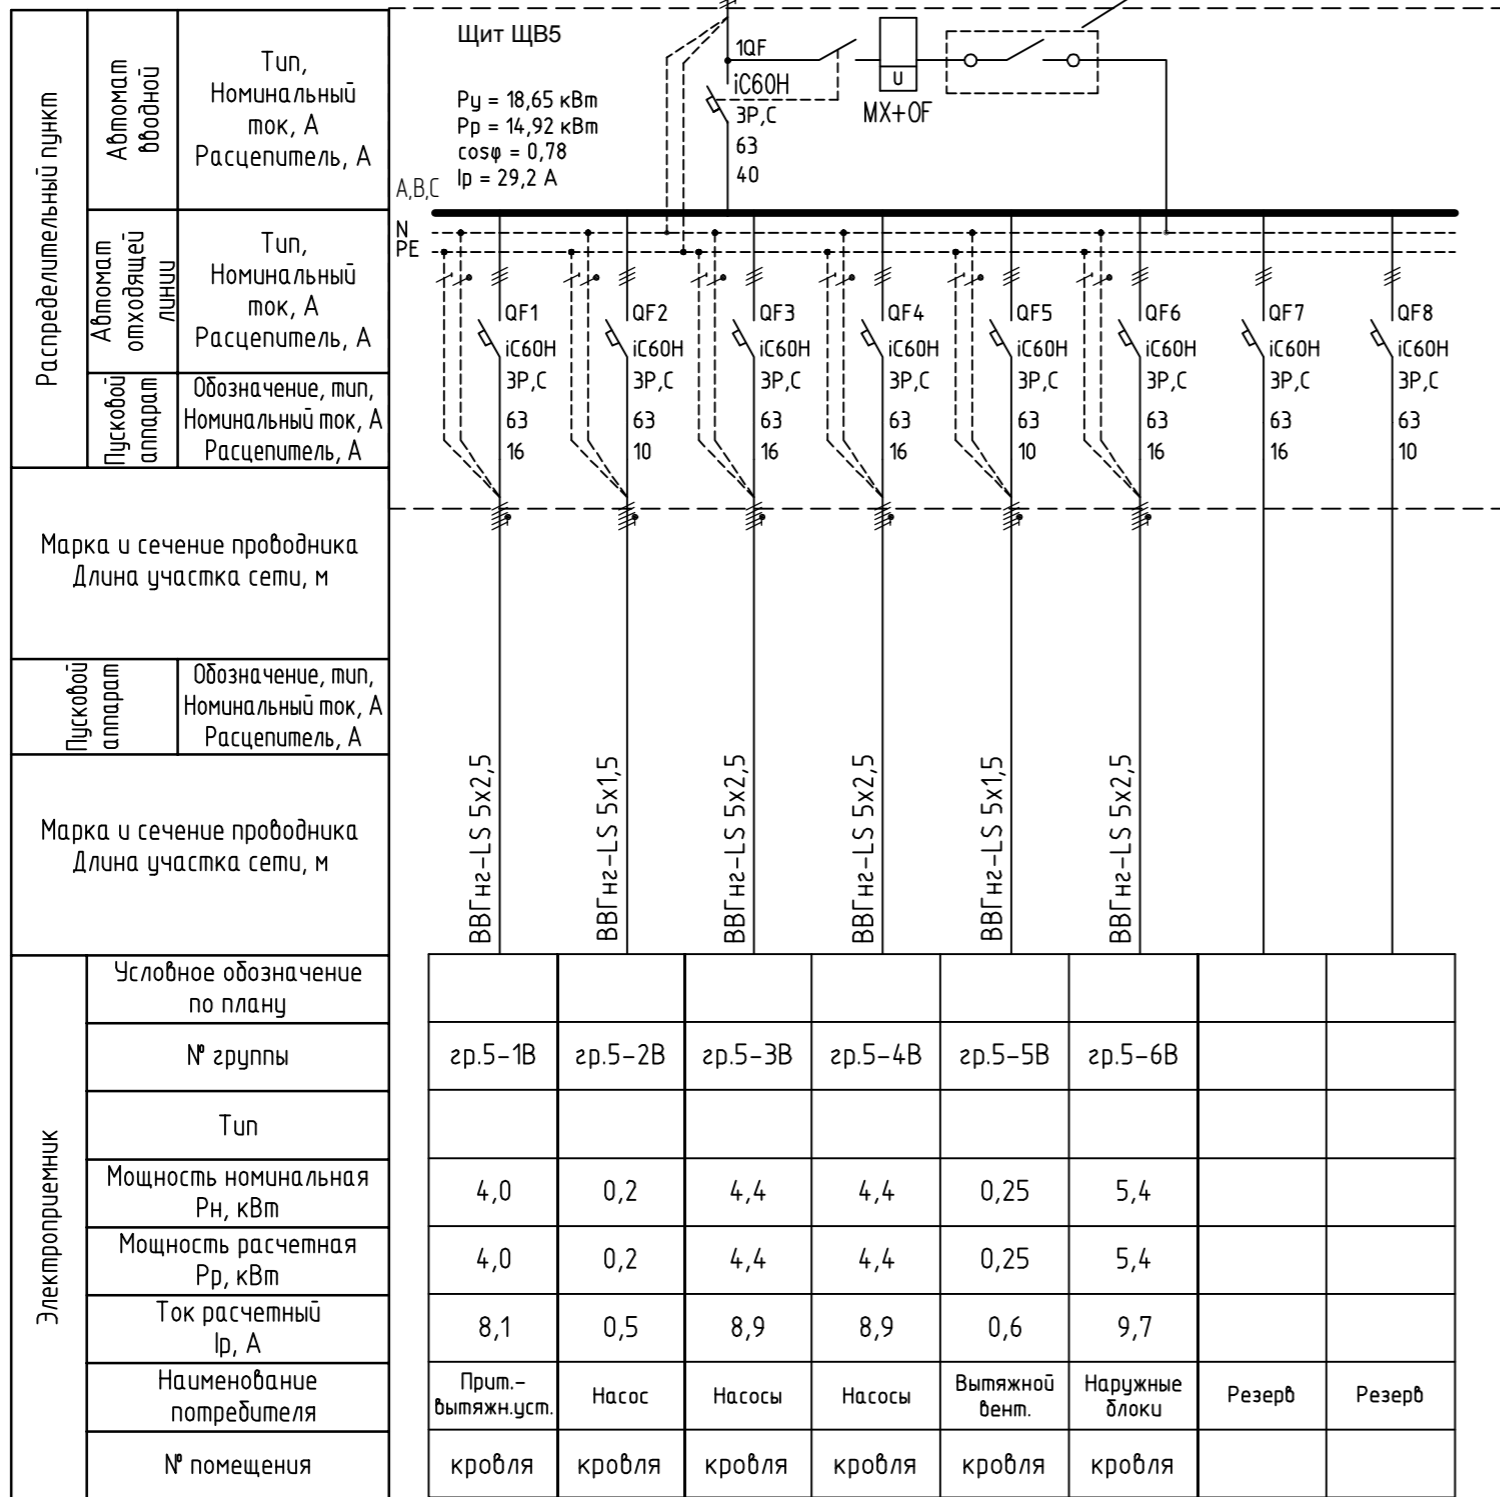 Щит ЩВ5
Ру = 18,65 кВт
Рр = 14,92 кВт
cosφ = 0,78
Iр = 29,2 А
1QF
iC60H
3P,C
63
40
U
MX+OF
A,B,C
N
PE
Распределительный пункт
Автомат
вводной
Тип,
Номинальный
ток, А
Расцепитель, А
Автомат
отходящей
линии
Тип,
Номинальный
ток, А
Расцепитель, А
Пусковой
аппарат
Обозначение, тип,
Номинальный ток, А
Расцепитель, А
QF1 QF2 QF3 QF4 QF5 QF6 QF7 QF8
iC60H iC60H iC60H iC60H iC60H iC60H iC60H iC60H
3P,C 3P,C 3P,C 3P,C 3P,C 3P,C 3P,C 3P,C
63 63 63 63 63 63 63 63
16 10 16 16 10 16 16 10
Марка и сечение проводника
Длина участка сети, м
Пусковой
аппарат
Обозначение, тип,
Номинальный ток, А
Расцепитель, А
Марка и сечение проводника
Длина участка сети, м
ВВГнг-LS 5x2,5
ВВГнг-LS 5x1,5
ВВГнг-LS 5x2,5
ВВГнг-LS 5x2,5
ВВГнг-LS 5x1,5
ВВГнг-LS 5x2,5
Электроприемник
Условное обозначение
по плану
№ группы
гр.5-1В гр.5-2В гр.5-3В гр.5-4В гр.5-5В гр.5-6В
Тип
Мощность номинальная
Рн, кВт
4,0 0,2 4,4 4,4 0,25 5,4
Мощность расчетная
Рр, кВт
4,0 0,2 4,4 4,4 0,25 5,4
Ток расчетный
Iр, А
8,1 0,5 8,9 8,9 0,6 9,7
Наименование
потребителя
Прит.-
вытяжн.уст.
Насос
Насосы
Насосы
Вытяжной
вент.
Наружные
блоки
Резерв
Резерв
№ помещения
кровля кровля кровля кровля кровля кровля